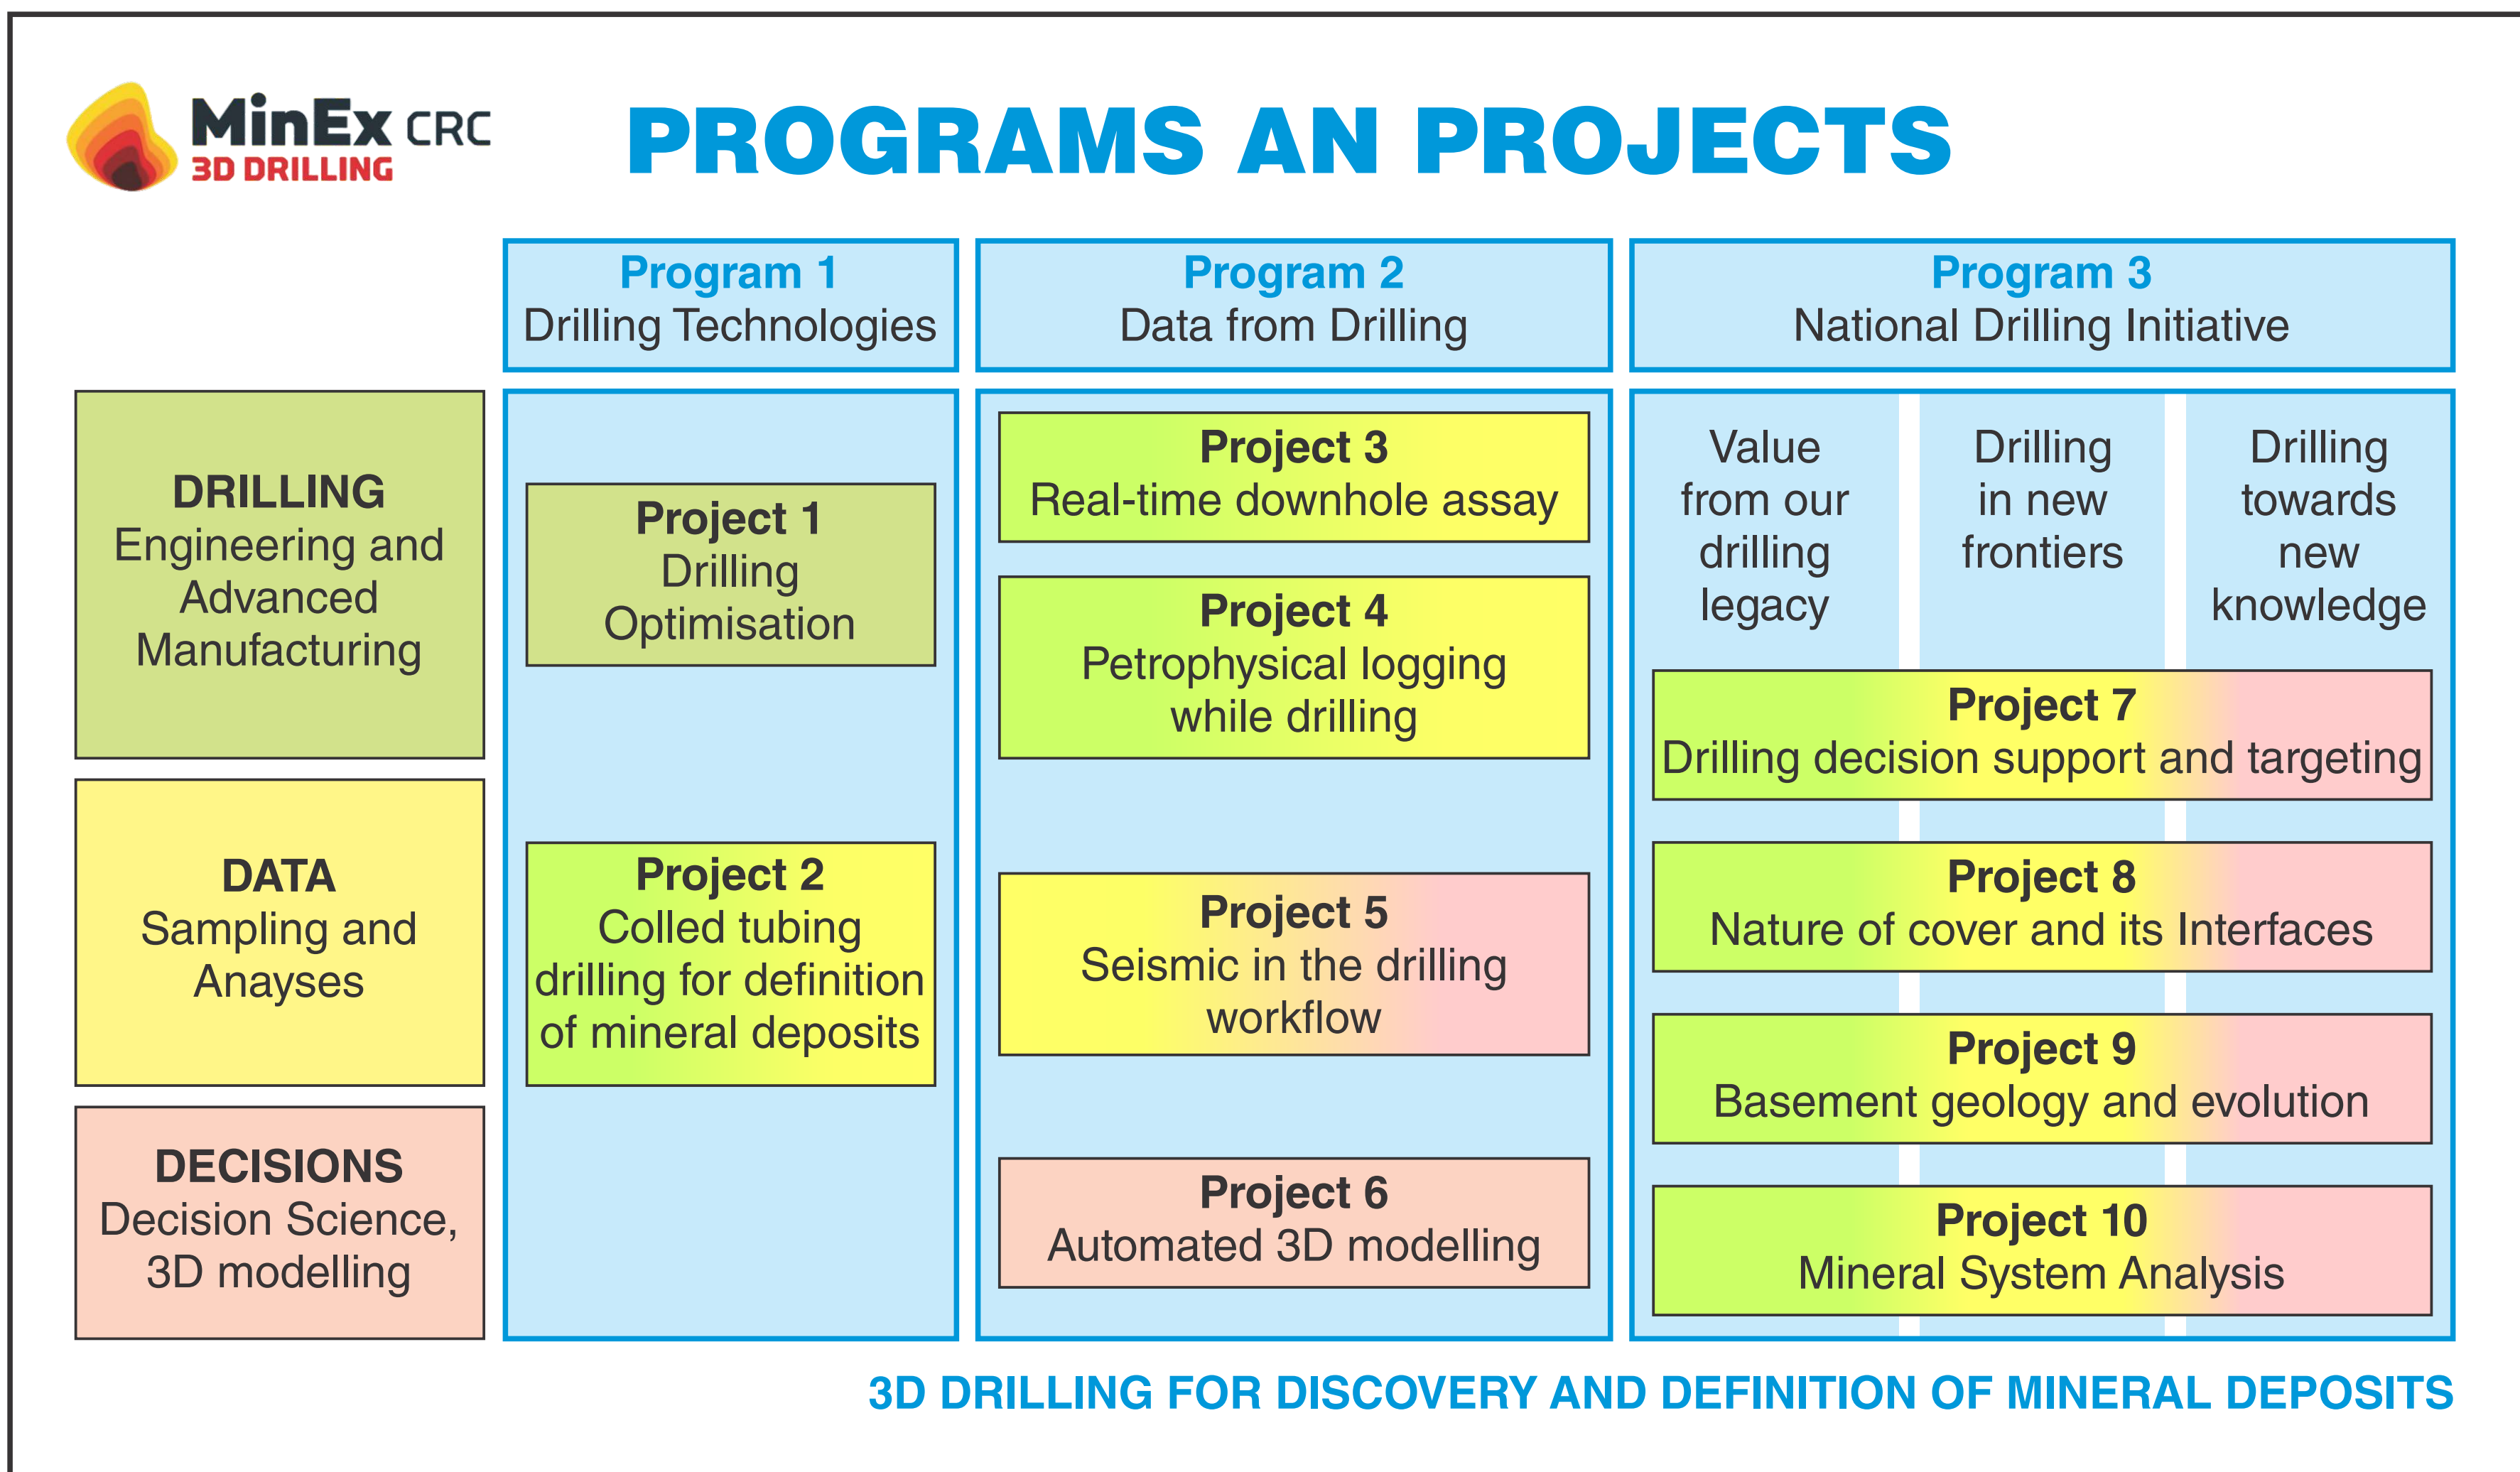 MinEx CRC
3D DRILLING
PROGRAMS AN PROJECTS
Program 1
Drilling Technologies
Program 2
Data from Drilling
Program 3
National Drilling Initiative
DRILLING
Engineering and
Advanced
Manufacturing
DATA
Sampling and
Anayses
DECISIONS
Decision Science,
3D modelling
Project 1
Drilling
Optimisation
Project 2
Colled tubing
drilling for definition
of mineral deposits
Project 3
Real-time downhole assay
Project 4
Petrophysical logging
while drilling
Project 5
Seismic in the drilling
workflow
Project 6
Automated 3D modelling
Value
from our
drilling
legacy
Drilling
in new
frontiers
Drilling
towards
new
knowledge
Project 7
Drilling decision support and targeting
Project 8
Nature of cover and its Interfaces
Project 9
Basement geology and evolution
Project 10
Mineral System Analysis
3D DRILLING FOR DISCOVERY AND DEFINITION OF MINERAL DEPOSITS